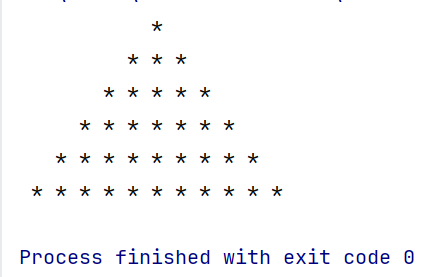 *
* * *
* * * * *
* * * * * * *
* * * * * * * * *
* * * * * * * * * * *
Process finished with exit code 0